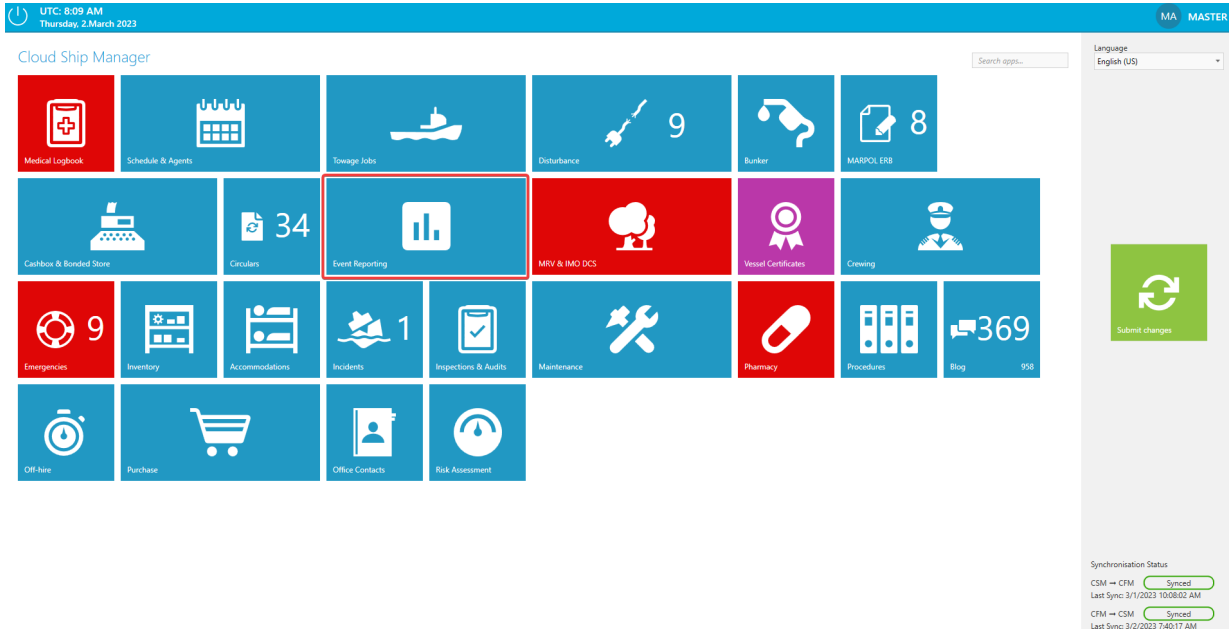 UTC: 8:09 AM
Thursday, 2.March 2023
MA MASTER
Cloud Ship Manager
Search apps...
Language
English (US)
Medical Logbook
Schedule & Agents
Towage Jobs
9
Disturbance
Bunker
8
MARPOL ERB
Cashbox & Bonded Store
34
Circulars
Event Reporting
MRV & IMO DCS
Vessel Certificates
Crewing
Submit changes
9
Emergencies
Inventory
Accommodations
1
Incidents
Inspections & Audits
Maintenance
Pharmacy
Procedures
369
Blog 958
Off-hire
Purchase
Office Contacts
Risk Assessment
Synchronisation Status
CSM → CFM Synced
Last Sync: 3/1/2023 10:08:02 AM
CFM → CSM Synced
Last Sync: 3/2/2023 7:40:17 AM